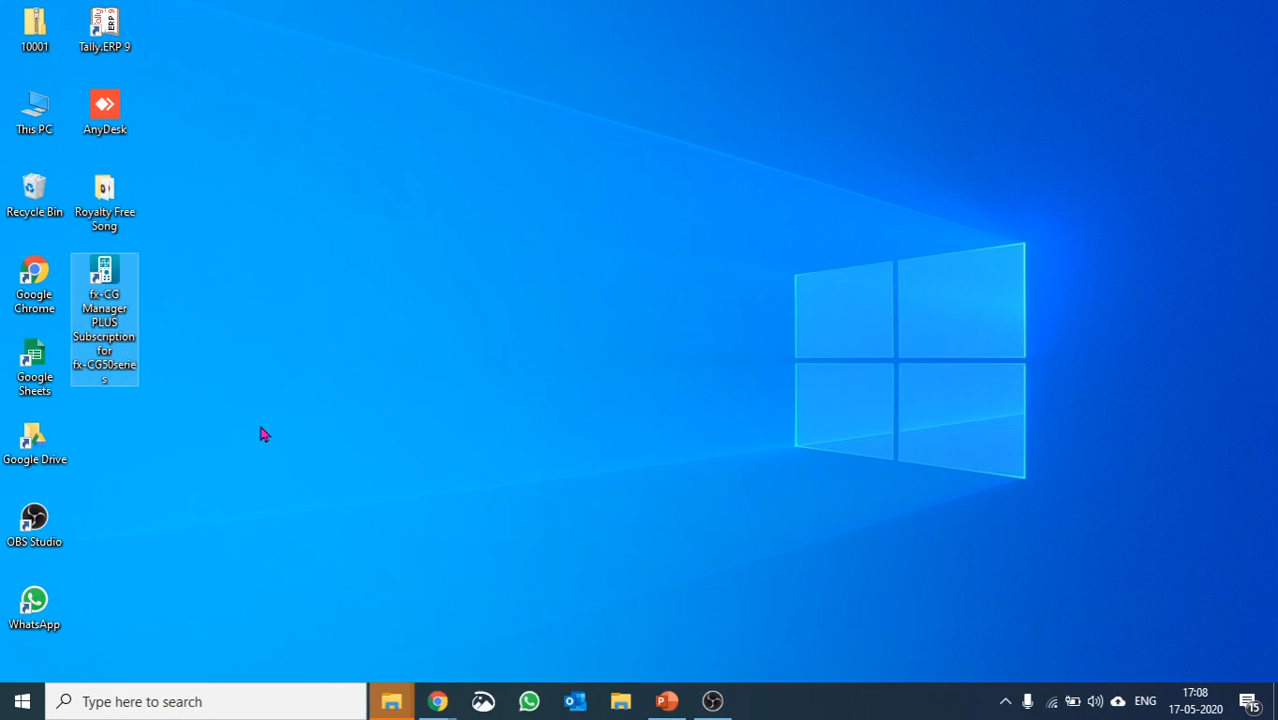 10001
Tally.ERP 9
This PC
AnyDesk
Recycle Bin
Royalty Free
Song
Google
Chrome
fx-CG
Manager
PLUS
Subscription
for
fx-CG50serie
s
Google
Sheets
Google Drive
OBS Studio
WhatsApp
Type here to search
ENG
17:08
17-05-2020
15